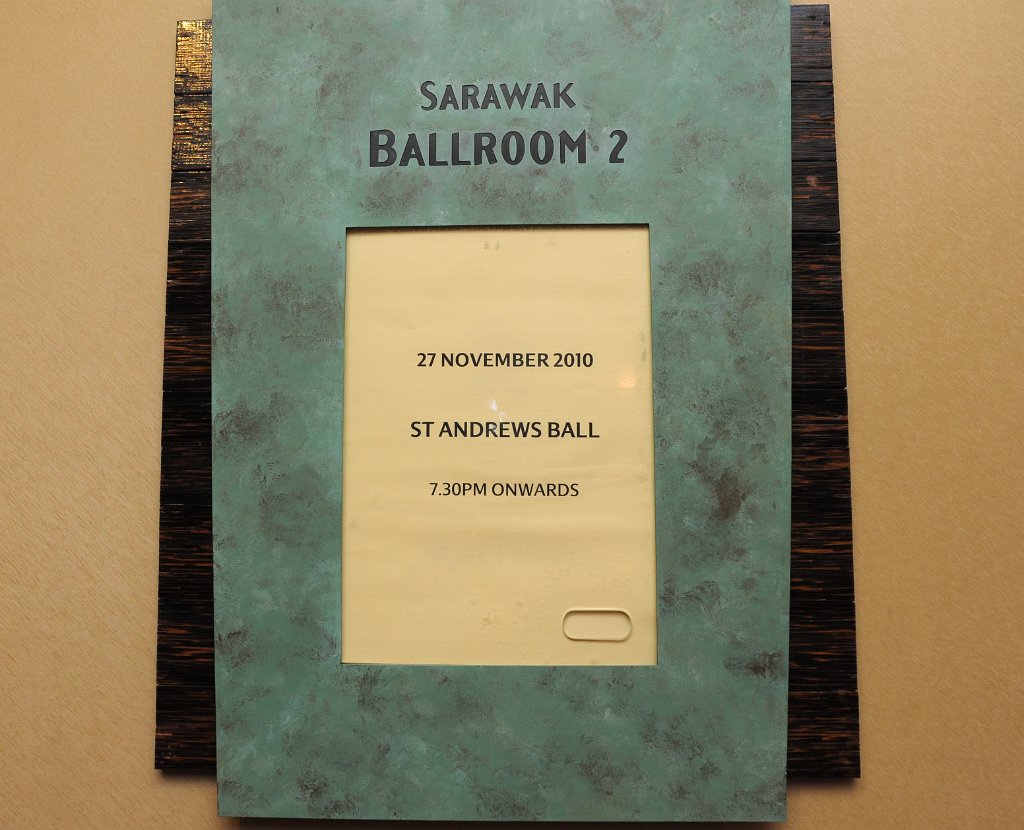 SARAWAK
BALLROOM 2
27 NOVEMBER 2010
ST ANDREWS BALL
7.30PM ONWARDS